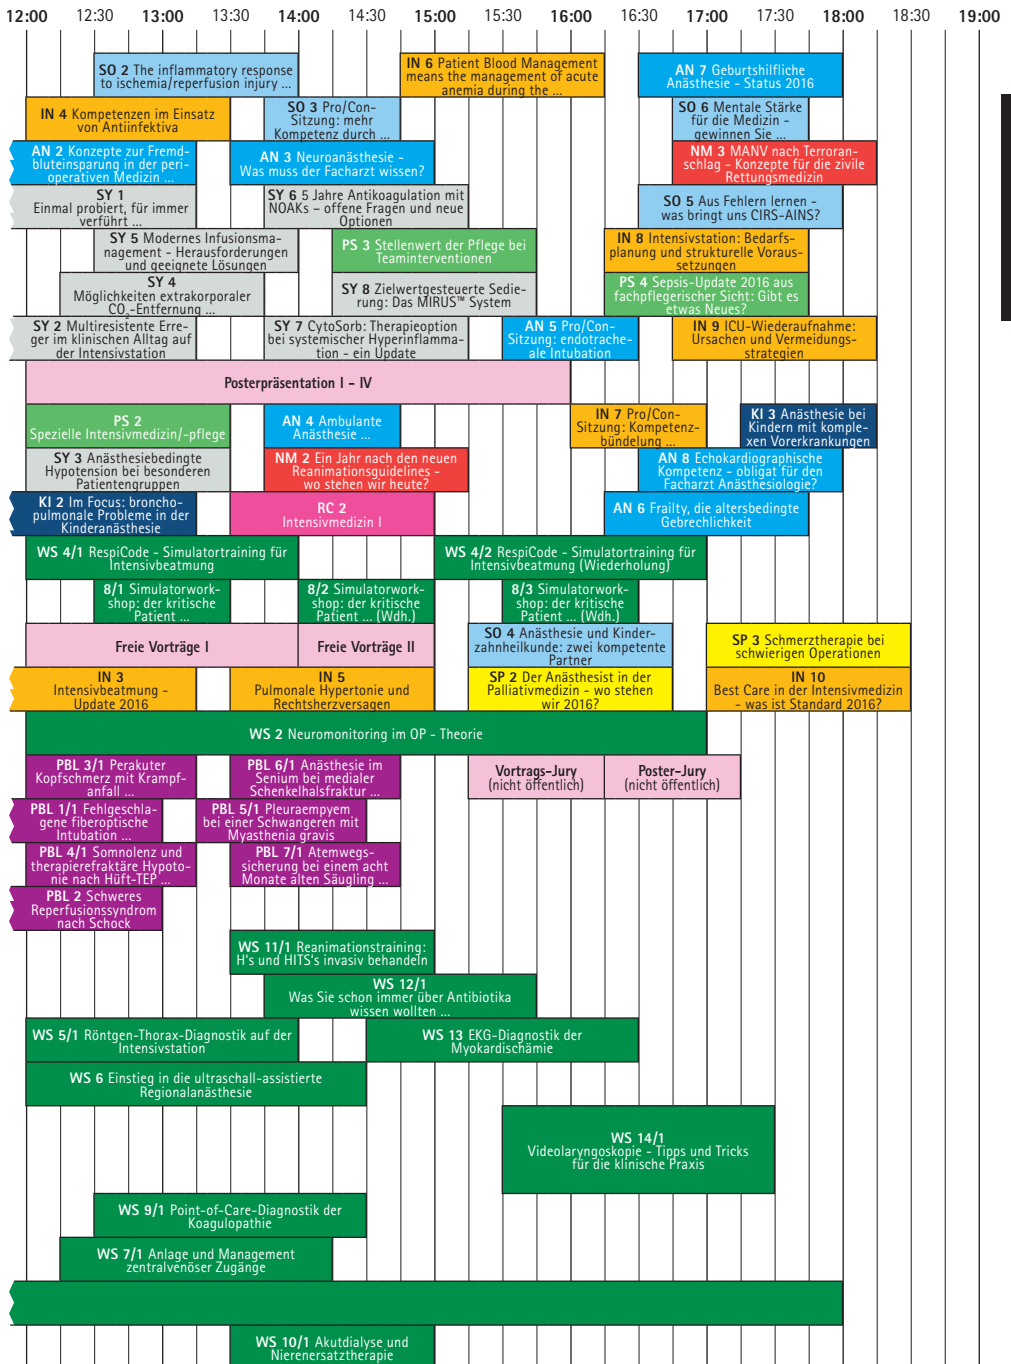 12:00 12:30 13:00 13:30 14:00 14:30 15:00 15:30 16:00 16:30 17:00 17:30 18:00 18:30 19:00
SO 2 The inflammatory response
to ischemia/reperfusion injury ...
IN 6 Patient Blood Management
means the management of acute
anemia during the ...
AN 7 Geburtshilfliche
Anästhesie - Status 2016
IN 4 Kompetenzen im Einsatz
von Antiinfektiva
SO 3 Pro/Con-
Sitzung: mehr
Kompetenz durch ...
SO 6 Mentale Stärke
für die Medizin -
gewinnen Sie ...
AN 2 Konzepte zur Fremd-
bluteinsparung in der peri-
operativen Medizin ...
AN 3 Neuroanästhesie -
Was muss der Facharzt wissen?
NM 3 MANV nach Terroran-
schlag - Konzepte für die zivile
Rettungsmedizin
SY 1
Einmal probiert, für immer
verführt ...
SY 6 5 Jahre Antikoagulation mit
NOAKs – offene Fragen und neue
Optionen
SO 5 Aus Fehlern lernen -
was bringt uns CIRS-AINS?
SY 5 Modernes Infusionsma-
nagement - Herausforderungen
und geeignete Lösungen
PS 3 Stellenwert der Pflege bei
Teaminterventionen
IN 8 Intensivstation: Bedarfs-
planung und strukturelle Voraus-
setzungen
SY 4
Möglichkeiten extrakorporaler
CO2-Entfernung ...
SY 8 Zielwertgesteuerte Sedie-
rung: Das MIRUS™ System
PS 4 Sepsis-Update 2016 aus
fachpflegerischer Sicht: Gibt es
etwas Neues?
SY 2 Multiresistente Erre-
ger im klinischen Alltag auf
der Intensivstation
SY 7 CytoSorb: Therapieoption
bei systemischer Hyperinflamma-
tion - ein Update
AN 5 Pro/Con-
Sitzung: endotrache-
ale Intubation
IN 9 ICU-Wiederaufnahme:
Ursachen und Vermeidungs-
strategien
Posterpräsentation I - IV
PS 2
Spezielle Intensivmedizin/-pflege
AN 4 Ambulante
Anästhesie ...
IN 7 Pro/Con-
Sitzung: Kompetenz-
bündelung ...
KI 3 Anästhesie bei
Kindern mit komple-
xen Vorerkrankungen
SY 3 Anästhesiebedingte
Hypotension bei besonderen
Patientengruppen
NM 2 Ein Jahr nach den neuen
Reanimationsguidelines -
wo stehen wir heute?
AN 8 Echokardiographische
Kompetenz - obligat für den
Facharzt Anästhesiologie?
KI 2 Im Focus: broncho-
pulmonale Probleme in der
Kinderanästhesie
RC 2
Intensivmedizin I
AN 6 Frailty, die altersbedingte
Gebrechlichkeit
WS 4/1 RespiCode - Simulatortraining für
Intensivbeatmung
WS 4/2 RespiCode - Simulatortraining für
Intensivbeatmung (Wiederholung)
8/1 Simulatorwork-
shop: der kritische
Patient ...
8/2 Simulatorwork-
shop: der kritische
Patient ... (Wdh.)
8/3 Simulatorwork-
shop: der kritische
Patient ... (Wdh.)
Freie Vorträge I
Freie Vorträge II
SO 4 Anästhesie und Kinder-
zahnheilkunde: zwei kompetente
Partner
SP 3 Schmerztherapie bei
schwierigen Operationen
IN 3
Intensivbeatmung -
Update 2016
IN 5
Pulmonale Hypertonie und
Rechtsherzversagen
SP 2 Der Anästhesist in der
Palliativmedizin - wo stehen
wir 2016?
IN 10
Best Care in der Intensivmedizin
- was ist Standard 2016?
WS 2 Neuromonitoring im OP - Theorie
PBL 3/1 Perakuter
Kopfschmerz mit Krampf-
anfall ...
PBL 6/1 Anästhesie im
Senium bei medialer
Schenkelhalsfraktur ...
Vortrags-Jury
(nicht öffentlich)
Poster-Jury
(nicht öffentlich)
PBL 1/1 Fehlgeschla-
gene fiberoptische
Intubation ...
PBL 5/1 Pleuraempyem
bei einer Schwangeren mit
Myasthenia gravis
PBL 4/1 Somnolenz und
therapierefraktäre Hypoto-
nie nach Hüft-TEP ...
PBL 7/1 Atemwegs-
sicherung bei einem acht
Monate alten Säugling ...
PBL 2 Schweres
Reperfusionssyndrom
nach Schock
WS 11/1 Reanimationstraining:
H's und HITS's invasiv behandeln
WS 12/1
Was Sie schon immer über Antibiotika
wissen wollten ...
WS 5/1 Röntgen-Thorax-Diagnostik auf der
Intensivstation
WS 13 EKG-Diagnostik der
Myokardischämie
WS 6 Einstieg in die ultraschall-assistierte
Regionalanästhesie
WS 14/1
Videolaryngoskopie - Tipps und Tricks
für die klinische Praxis
WS 9/1 Point-of-Care-Diagnostik der
Koagulopathie
WS 7/1 Anlage und Management
zentralvenöser Zugänge
WS 10/1 Akutdialyse und
Nierenersatztherapie